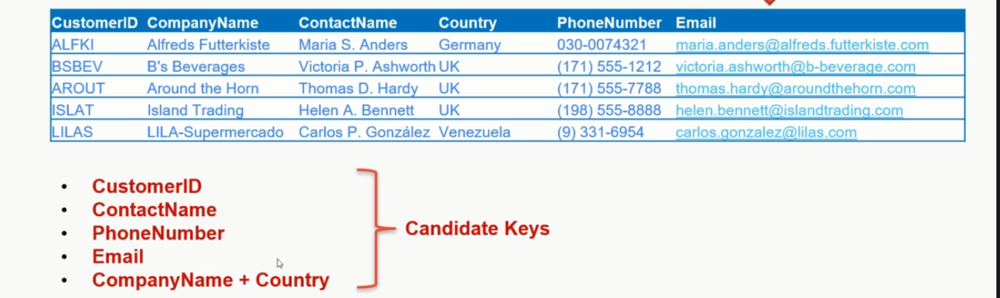 CustomerID CompanyName ContactName Country PhoneNumber Email
ALFKI Alfreds Futterkiste Maria S. Anders Germany 030-0074321 maria.anders@alfreds.futterkiste.com
BSBEV B's Beverages Victoria P. Ashworth UK (171) 555-1212 victoria.ashworth@b-beverage.com
AROUT Around the Horn Thomas D. Hardy UK (171) 555-7788 thomas.hardy@aroundthehorn.com
ISLAT Island Trading Helen A. Bennett UK (198) 555-8888 helen.bennett@islandtrading.com
LILAS LILA-Supermercado Carlos P. González Venezuela (9) 331-6954 carlos.gonzalez@lilas.com
• CustomerID
• ContactName
• PhoneNumber
• Email
• CompanyName + Country
Candidate Keys